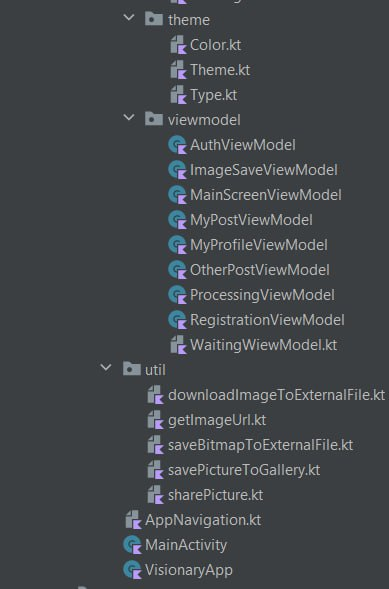 theme
Color.kt
Theme.kt
Type.kt
viewmodel
AuthViewModel
ImageSaveViewModel
MainScreenViewModel
MyPostViewModel
MyProfileViewModel
OtherPostViewModel
ProcessingViewModel
RegistrationViewModel
WaitingWiewModel.kt
util
downloadImageToExternalFile.kt
getImageUrl.kt
saveBitmapToExternalFile.kt
savePictureToGallery.kt
sharePicture.kt
AppNavigation.kt
MainActivity
VisionaryApp